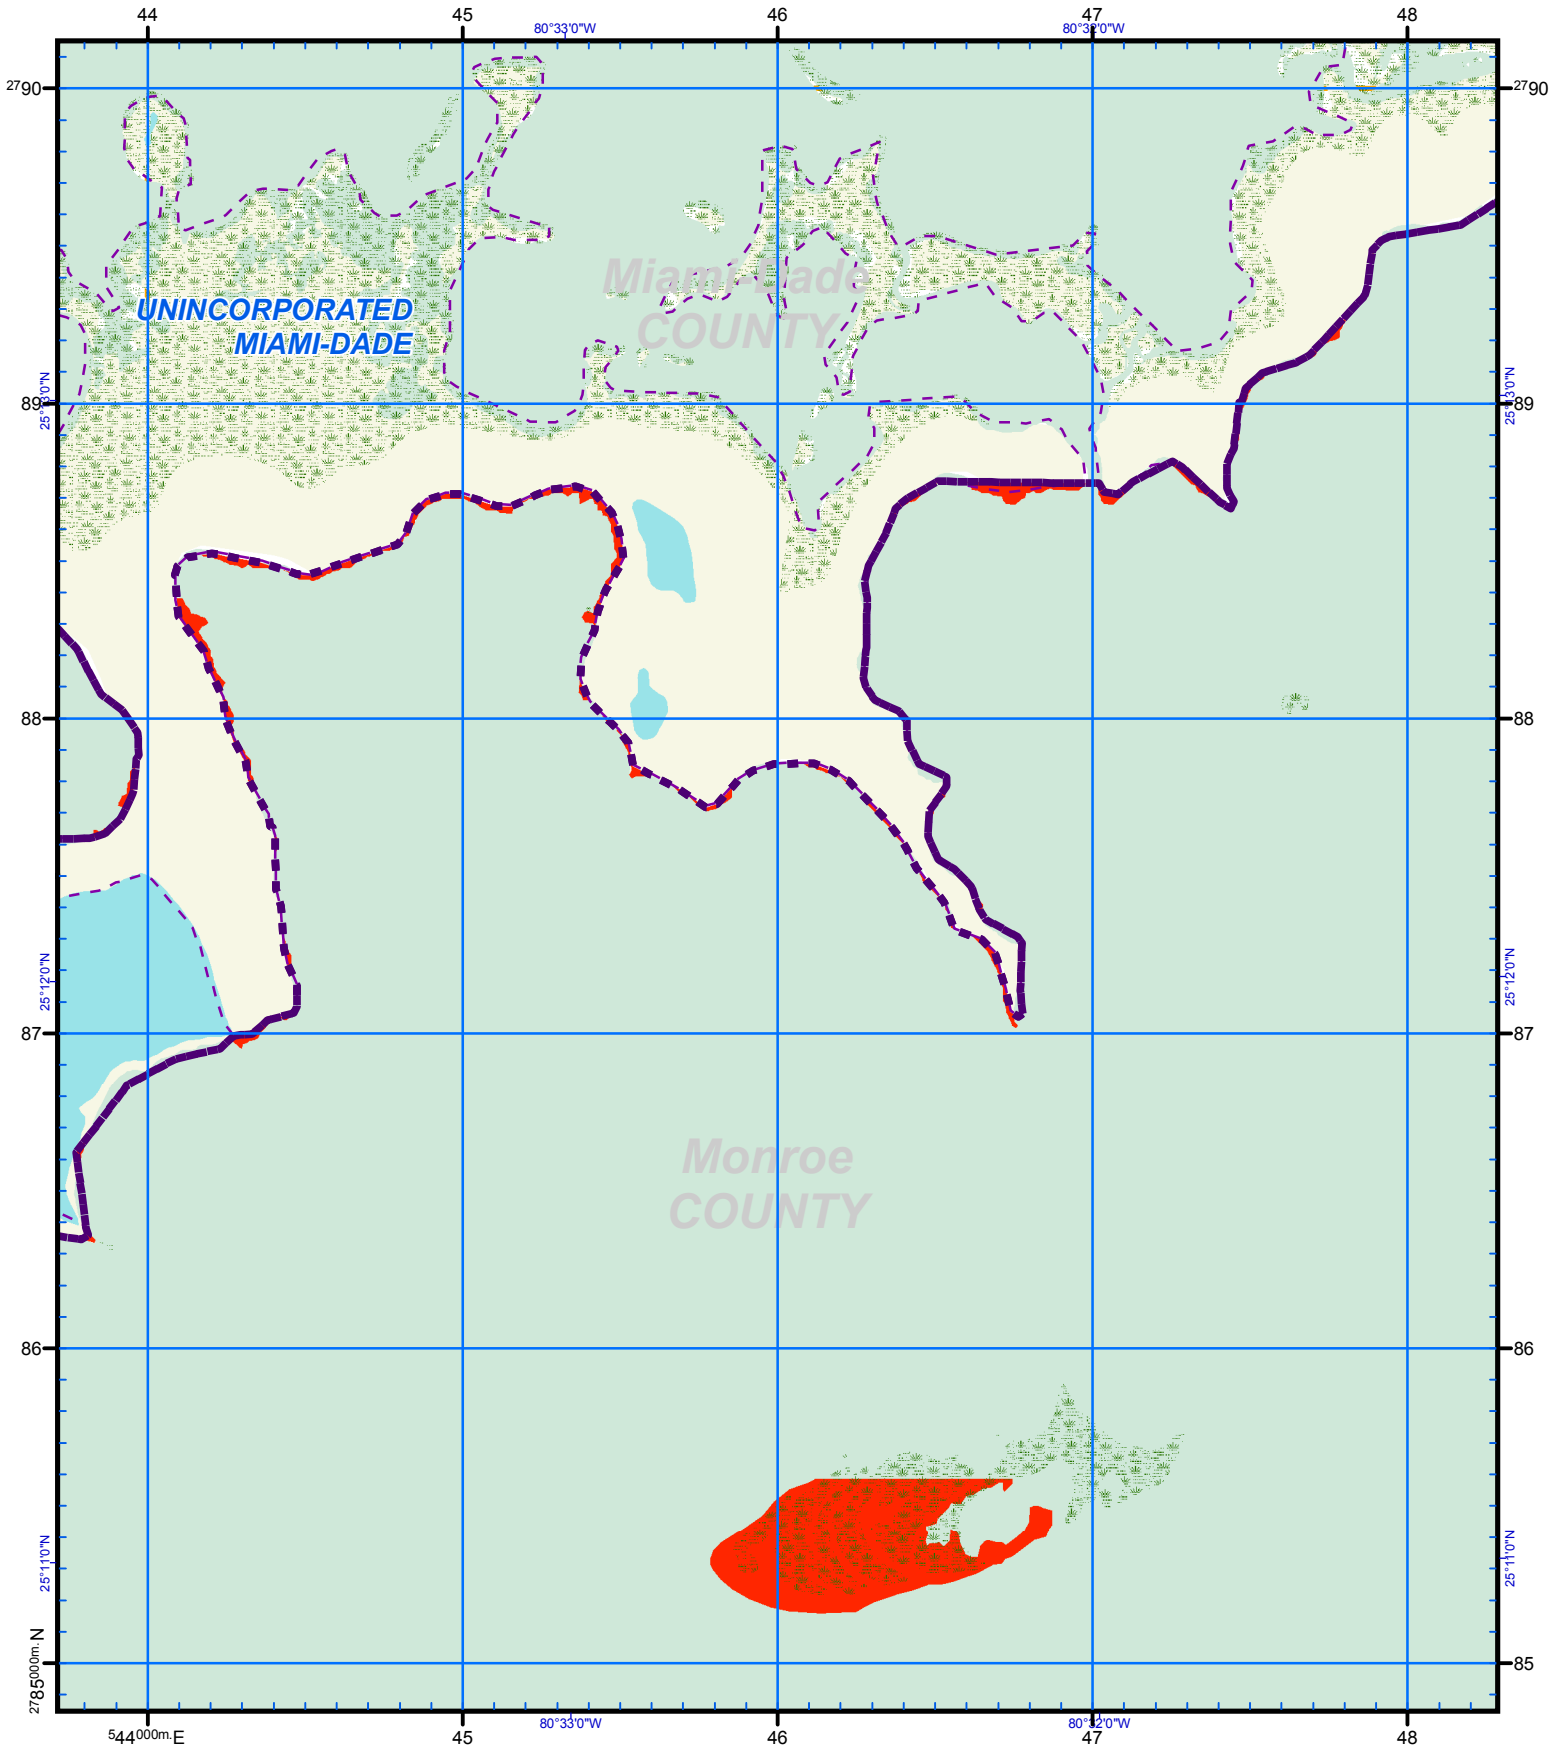 44 45 46 47 48
80°33'0"W 80°32'0"W
2790 2790
Miami-Dade
COUNTY
UNINCORPORATED
MIAMI-DADE
89 89
25°13'0"N 25°13'0"N
88 88
25°12'0"N 25°12'0"N
87 87
Monroe
COUNTY
86 86
25°11'0"N 25°11'0"N
2785000m. N 85
80°33'0"W 80°32'0"W
544000m. E 45 46 47 48